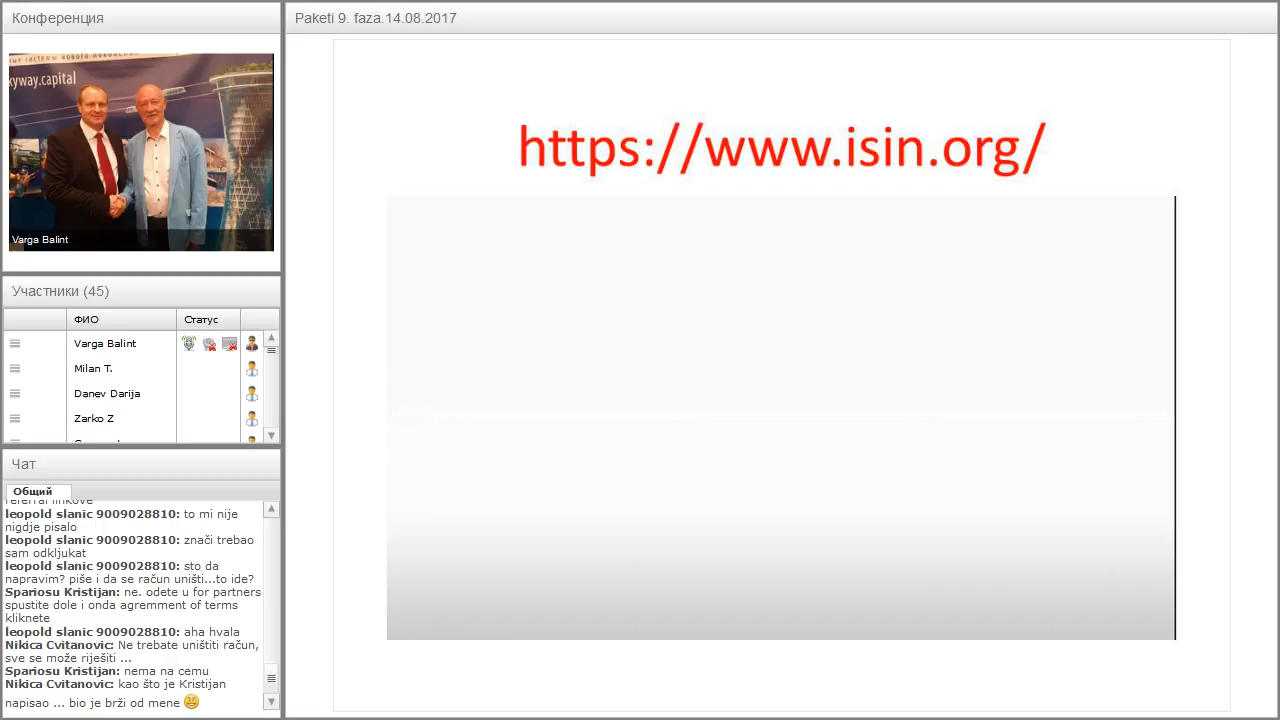 Конференция
Paketi 9. faza.14.08.2017
kyway.capital
Varga Balint
https://www.isin.org/
Участники (45)
ФИО
Статус
Varga Balint
Milan T.
Danev Darija
Zarko Z
Чат
Общий
referral linkove
leopold slanic 9009028810: to mi nije
nigdje pisalo
leopold slanic 9009028810: znači trebao
sam odkljukat
leopold slanic 9009028810: sto da
napravim? piše i da se račun uništi...to ide?
Spariosu Kristijan: ne. odete u for partners
spustite dole i onda agremment of terms
kliknete
leopold slanic 9009028810: aha hvala
Nikica Cvitanovic: Ne trebate uništiti račun,
sve se može riješiti ...
Spariosu Kristijan: nema na cemu
Nikica Cvitanovic: kao što je Kristijan
napisao ... bio je brži od mene